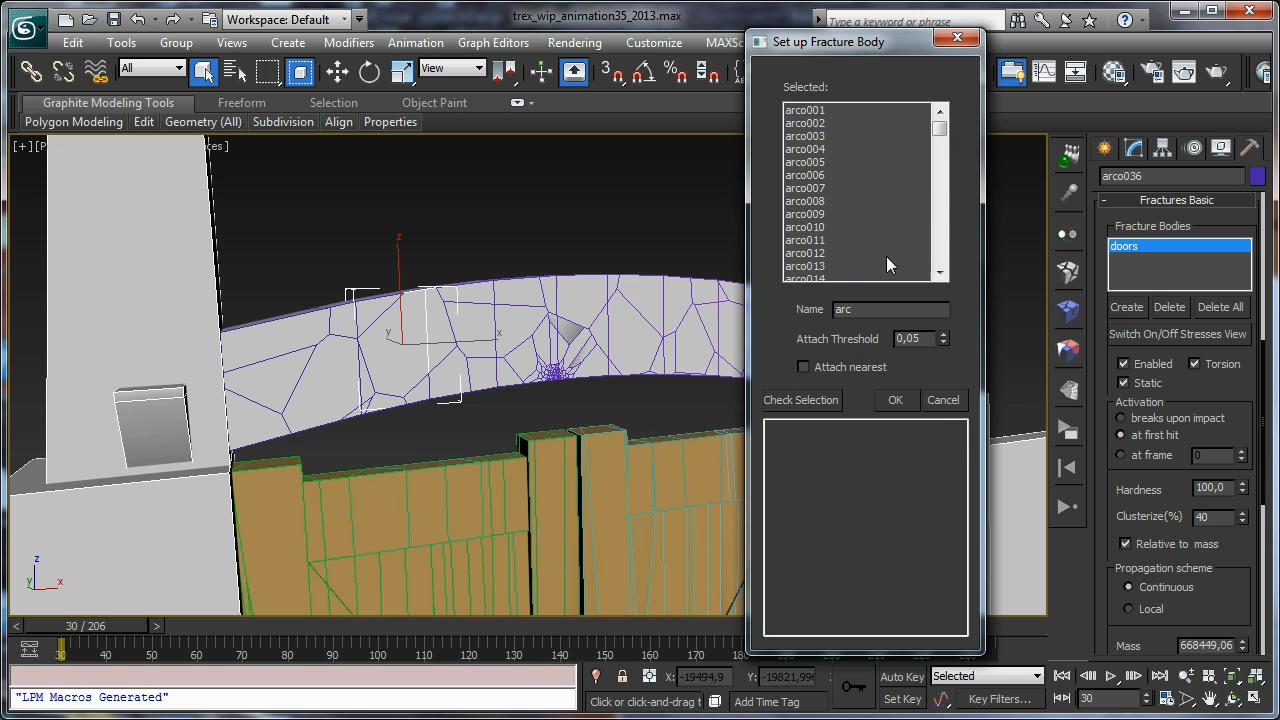 Workspace: Default
trex_wip_animation35_2013.max
Type a keyword or phrase
Edit Tools Group Views Create Modifiers Animation Graph Editors Rendering Customize MAXSc
All
View
Graphite Modeling Tools Freeform Selection Object Paint
Polygon Modeling Edit Geometry (All) Subdivision Align Properties
Set up Fracture Body
Selected:
arco001
arco002
arco003
arco004
arco005
arco006
arco007
arco008
arco009
arco010
arco011
arco012
arco013
arco014
Name arc
Attach Threshold 0,05
Attach nearest
Check Selection OK Cancel
arco036
- Fractures Basic
Fracture Bodies
doors
Create Delete Delete All
Switch On/Off Stresses View
Enabled Torsion
Static
Activation
breaks upon impact
at first hit
at frame 0
Hardness 100,0
Clusterize(%) 40
Relative to mass
Propagation scheme
Continuous
Local
Mass 668449,06
z
x
y
z
y x
< 30 / 206 >
30 40 50 60 70 80 90 100 110 120 130 140 150 160 170 180
X: -19494,9 Y: -19821,996
Auto Key Selected
"LPM Macros Generated"
Click or click-and-drag t
Add Time Tag
Set Key Key Filters... 30